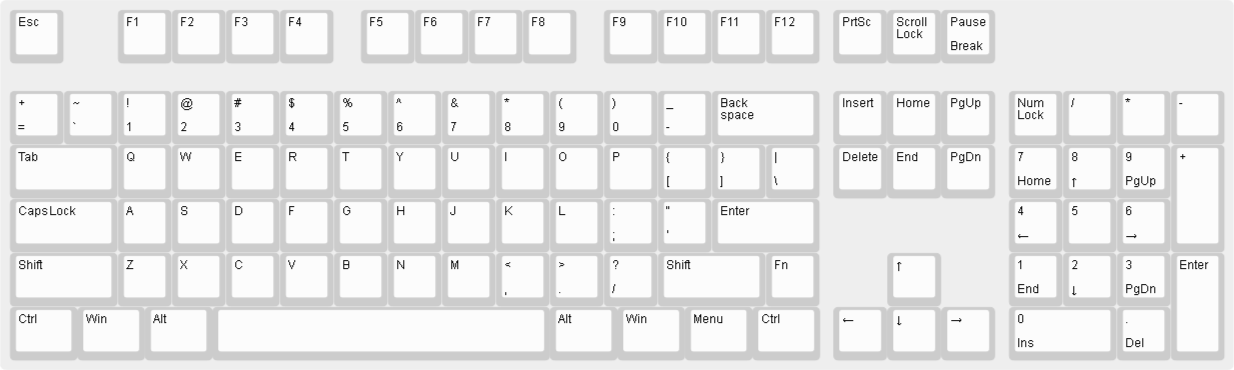 Esc F1 F2 F3 F4 F5 F6 F7 F8 F9 F10 F11 F12 PrtSc Scroll Lock Pause Break
+ = ~ ` ! 1 @ 2 # 3 $ 4 % 5 ^ 6 & 7 * 8 ( 9 ) 0 _ - Back space Insert Home PgUp Num Lock / * -
Tab Q W E R T Y U I O P { [ } ] | \ Delete End PgDn 7 Home 8 ↑ 9 PgUp +
Caps Lock A S D F G H J K L : ; " ' Enter 4 ← 5 6 →
Shift Z X C V B N M < , > . ? / Shift Fn ↑ 1 End 2 ↓ 3 PgDn Enter
Ctrl Win Alt Alt Win Menu Ctrl ← ↓ → 0 Ins . Del